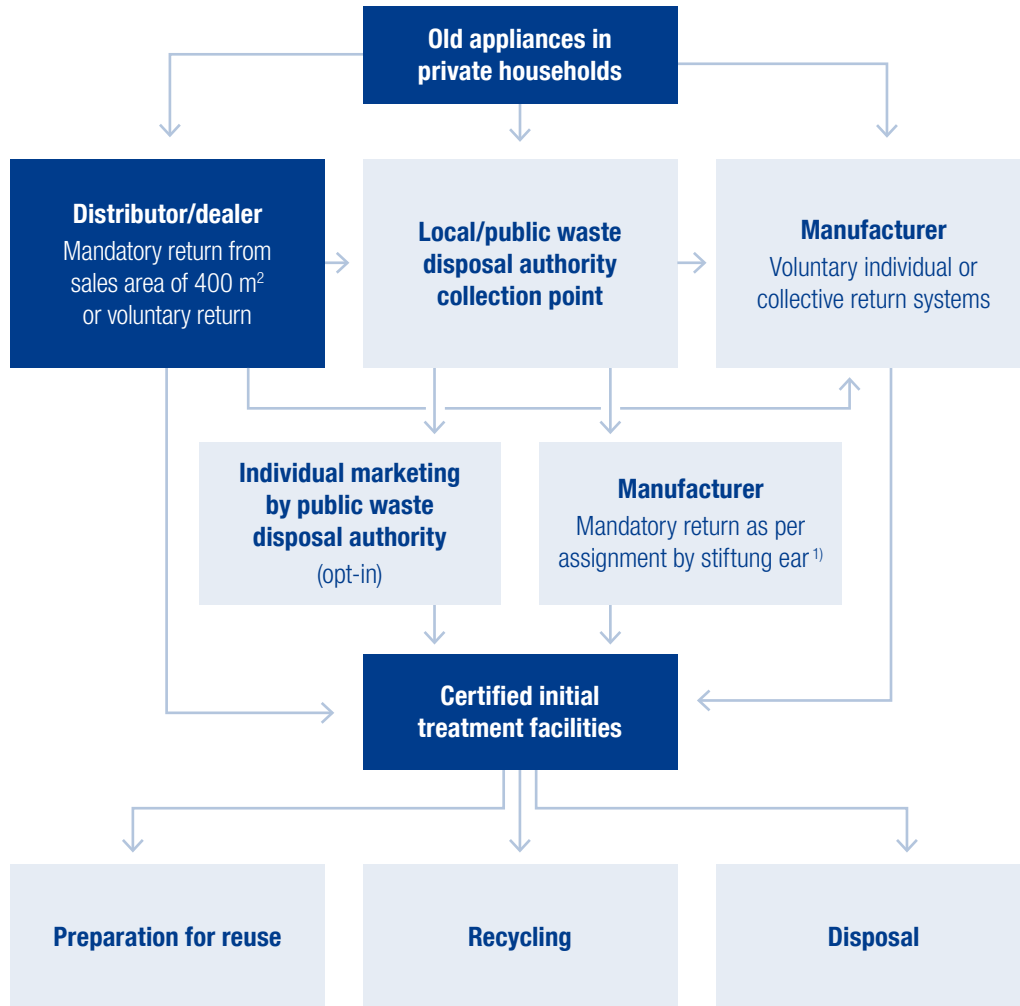 Old appliances in
private households
Distributor/dealer
Mandatory return from
sales area of 400 m²
or voluntary return
Local/public waste
disposal authority
collection point
Manufacturer
Voluntary individual or
collective return systems
Individual marketing
by public waste
disposal authority
(opt-in)
Manufacturer
Mandatory return as per
assignment by stiftung ear ¹⁾
Certified initial
treatment facilities
Preparation for reuse
Recycling
Disposal